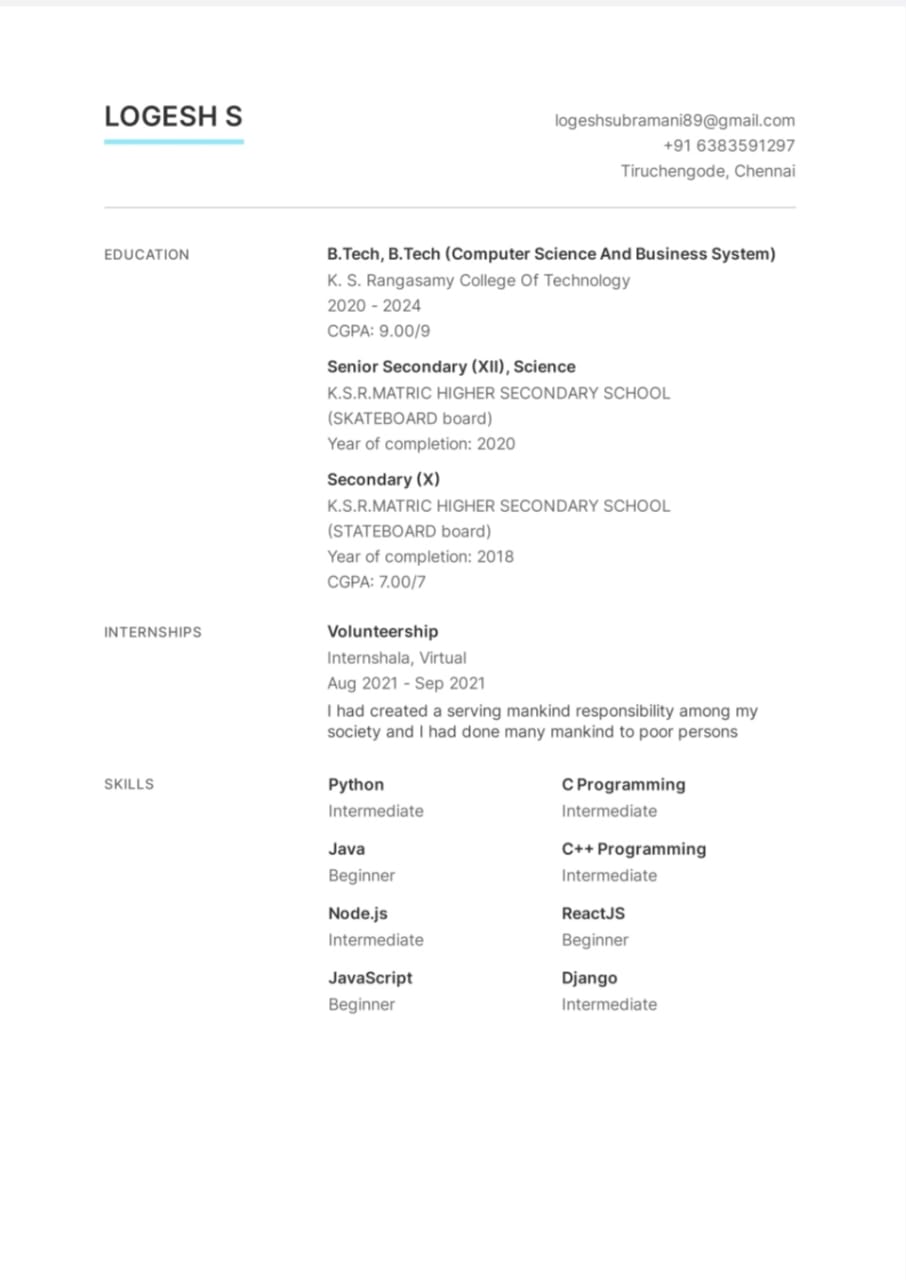 LOGESH S
logeshsubramani89@gmail.com
+91 6383591297
Tiruchengode, Chennai
EDUCATION
B.Tech, B.Tech (Computer Science And Business System)
K. S. Rangasamy College Of Technology
2020 - 2024
CGPA: 9.00/9
Senior Secondary (XII), Science
K.S.R.MATRIC HIGHER SECONDARY SCHOOL
(SKATEBOARD board)
Year of completion: 2020
Secondary (X)
K.S.R.MATRIC HIGHER SECONDARY SCHOOL
(STATEBOARD board)
Year of completion: 2018
CGPA: 7.00/7
INTERNSHIPS
Volunteership
Internshala, Virtual
Aug 2021 - Sep 2021
I had created a serving mankind responsibility among my
society and I had done many mankind to poor persons
SKILLS
Python
Intermediate
C Programming
Intermediate
Java
Beginner
C++ Programming
Intermediate
Node.js
Intermediate
ReactJS
Beginner
JavaScript
Beginner
Django
Intermediate